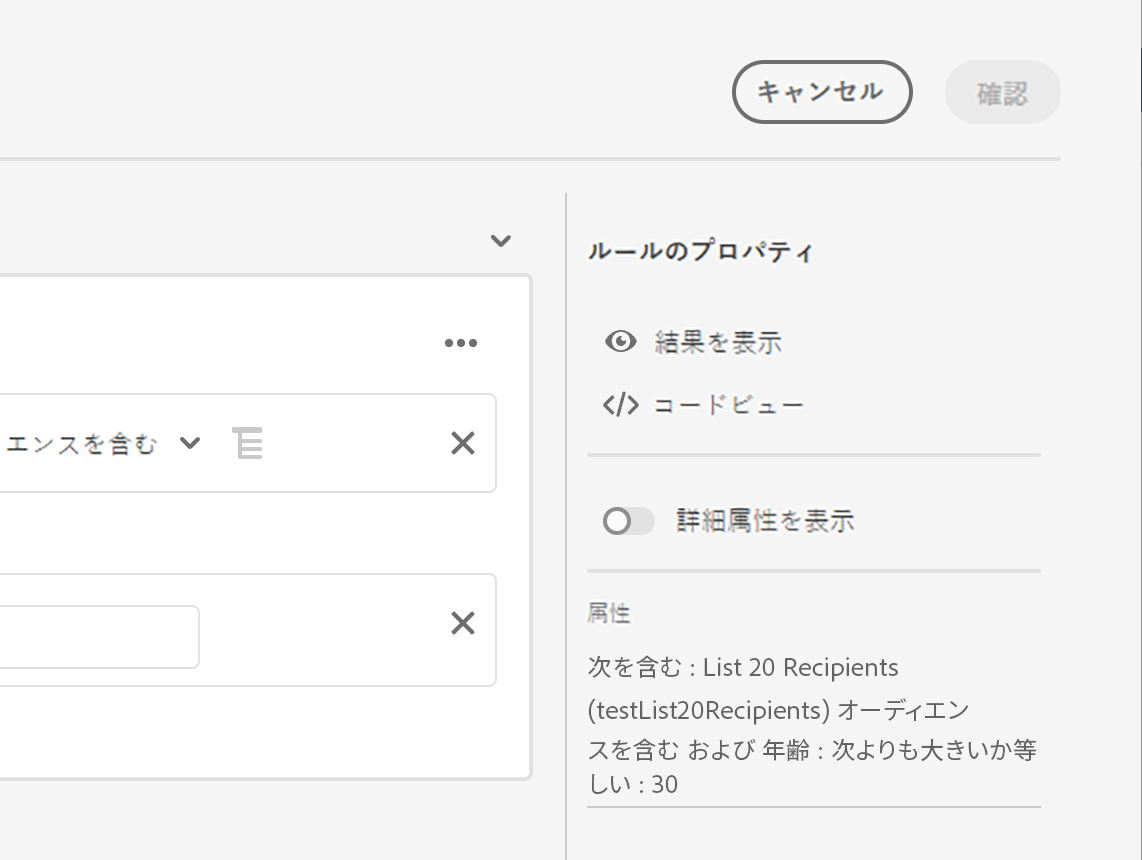 キャンセル
確認
ルールのプロパティ
結果を表示
コードビュー
エンスを含む
詳細属性を表示
属性
次を含む : List 20 Recipients
(testList20Recipients) オーディエン
スを含む および 年齢 : 次よりも大きいか等
しい : 30